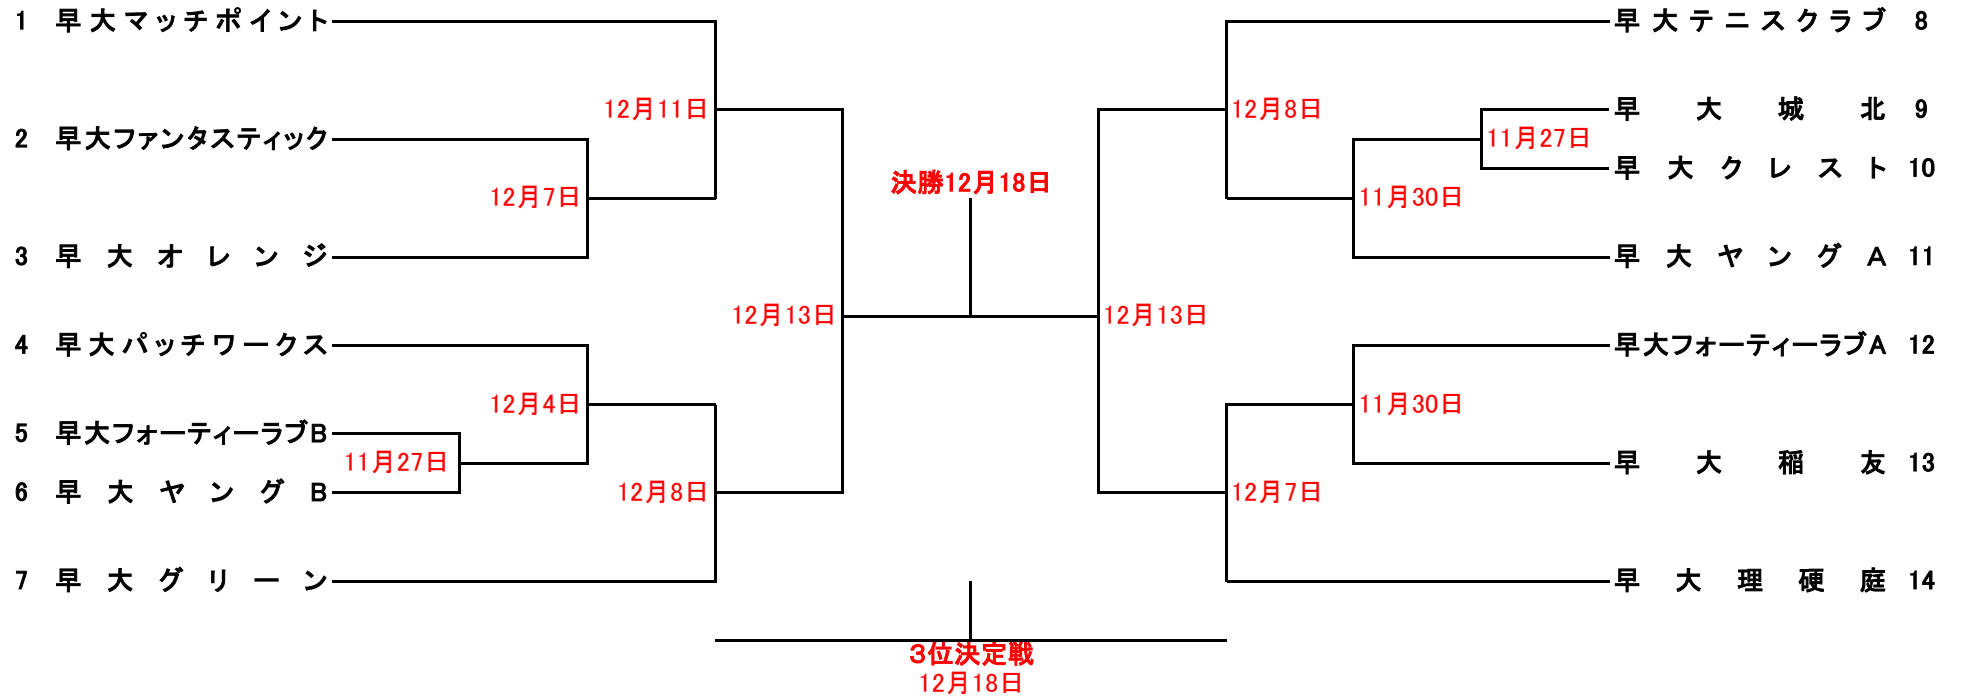 1 早大マッチポイント
早大テニスクラブ 8
12月11日
12月8日
早大城北 9
2 早大ファンタスティック
11月27日
早大クレスト 10
決勝12月18日
12月7日
11月30日
3 早大オレンジ
早大ヤングA 11
12月13日
12月13日
4 早大パッチワークス
早大フォーティーラブA 12
12月4日
11月30日
5 早大フォーティーラブB
11月27日
早大稲友 13
6 早大ヤングB
12月8日
12月7日
7 早大グリーン
早大理硬庭 14
3位決定戦
12月18日